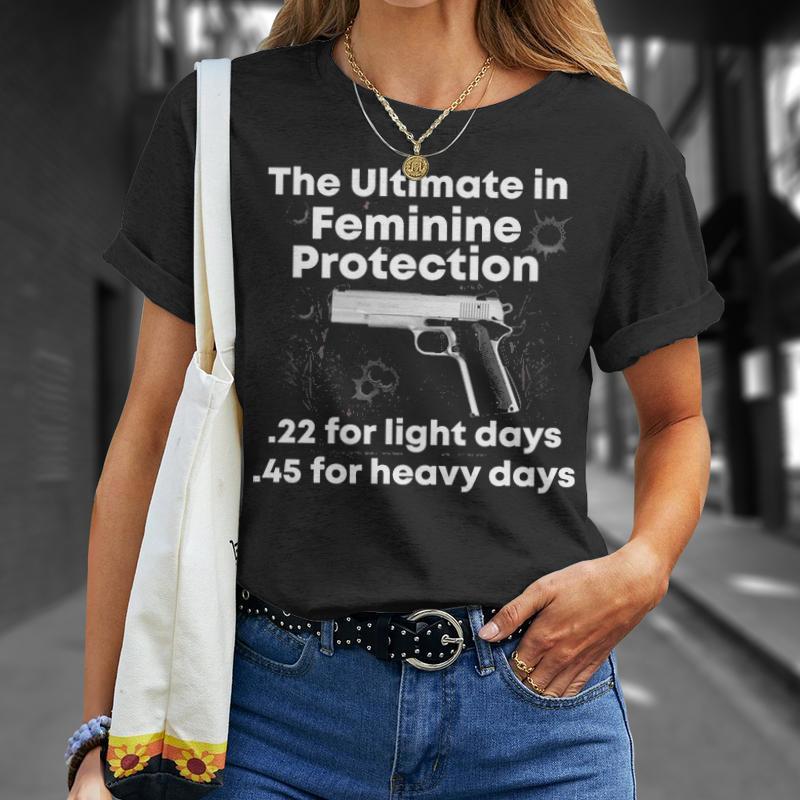 The Ultimate in
Feminine
Protection
.22 for light days
.45 for heavy days